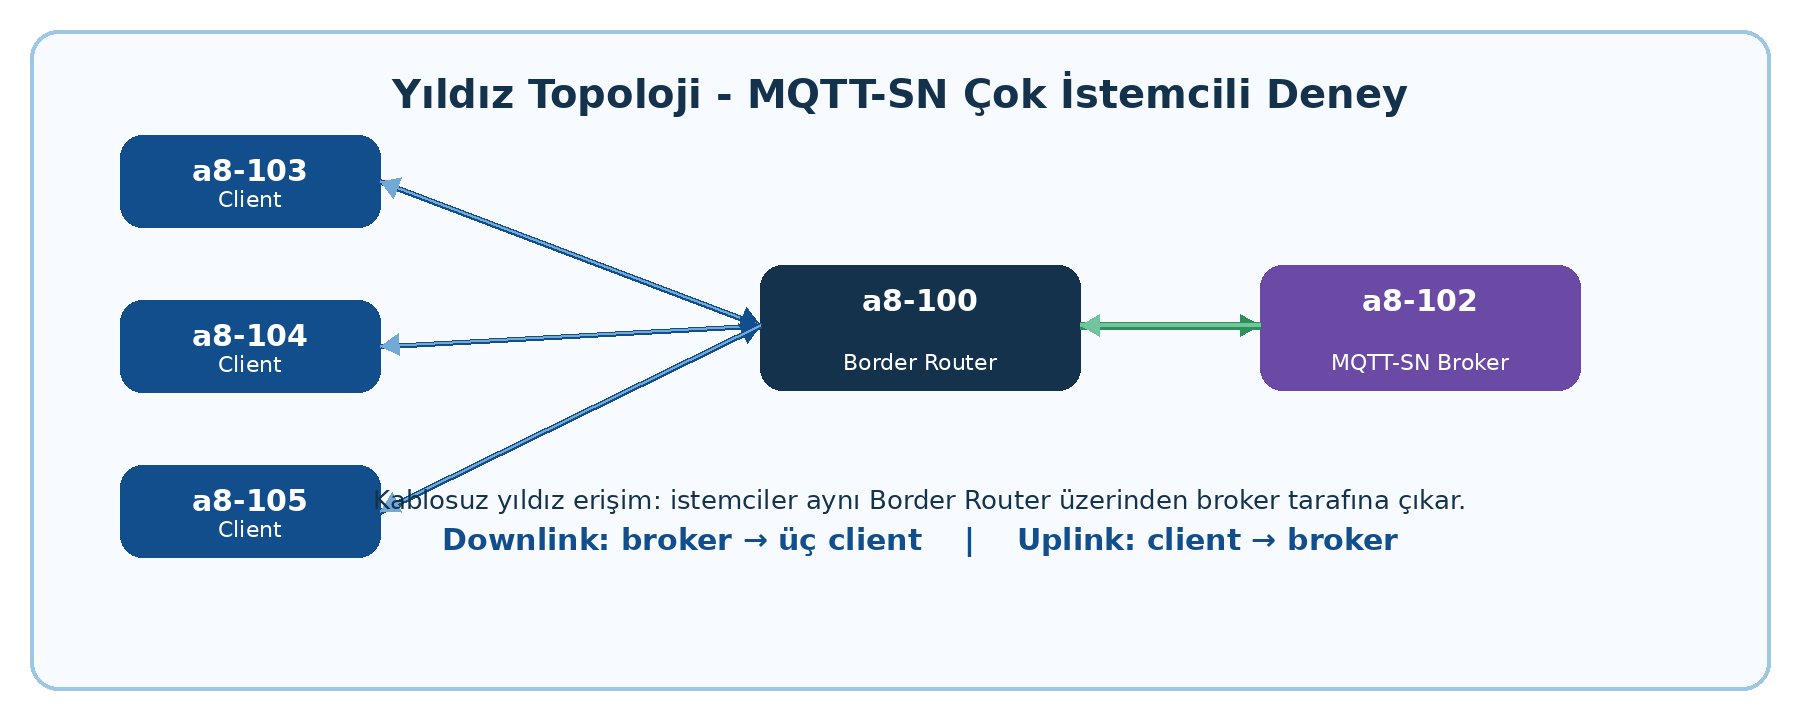 Yıldız Topoloji - MQTT-SN Çok İstemcili Deney
a8-103
Client
a8-104
Client
a8-105
Client
a8-100
Border Router
a8-102
MQTT-SN Broker
Kablosuz yıldız erişim: istemciler aynı Border Router üzerinden broker tarafına çıkar.
Downlink: broker → üç client | Uplink: client → broker